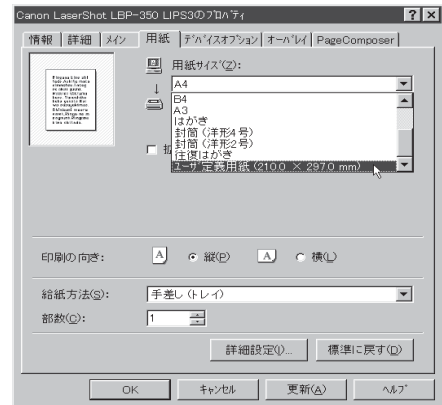 Canon LaserShot LBP-350 LIPS3のﾌﾟﾛﾊﾟﾃｨ
情報 詳細 ﾒｲﾝ 用紙 ﾃﾞﾊﾞｲｽｵﾌﾟｼｮﾝ ｵｰﾊﾞﾚｲ PageComposer
用紙ｻｲｽﾞ(Z):
A4
B4
A3
はがき
封筒 (洋形4号)
封筒 (洋形2号)
往復はがき
ﾕｰｻﾞ定義用紙 (210.0 × 297.0 mm)
拡
印刷の向き:
A
縦(P)
A
横(L)
給紙方法(S):
手差し (トレイ)
部数(C):
1
詳細設定(I)...
標準に戻す(D)
OK
ｷｬﾝｾﾙ
更新(A)
ﾍﾙﾌﾟ